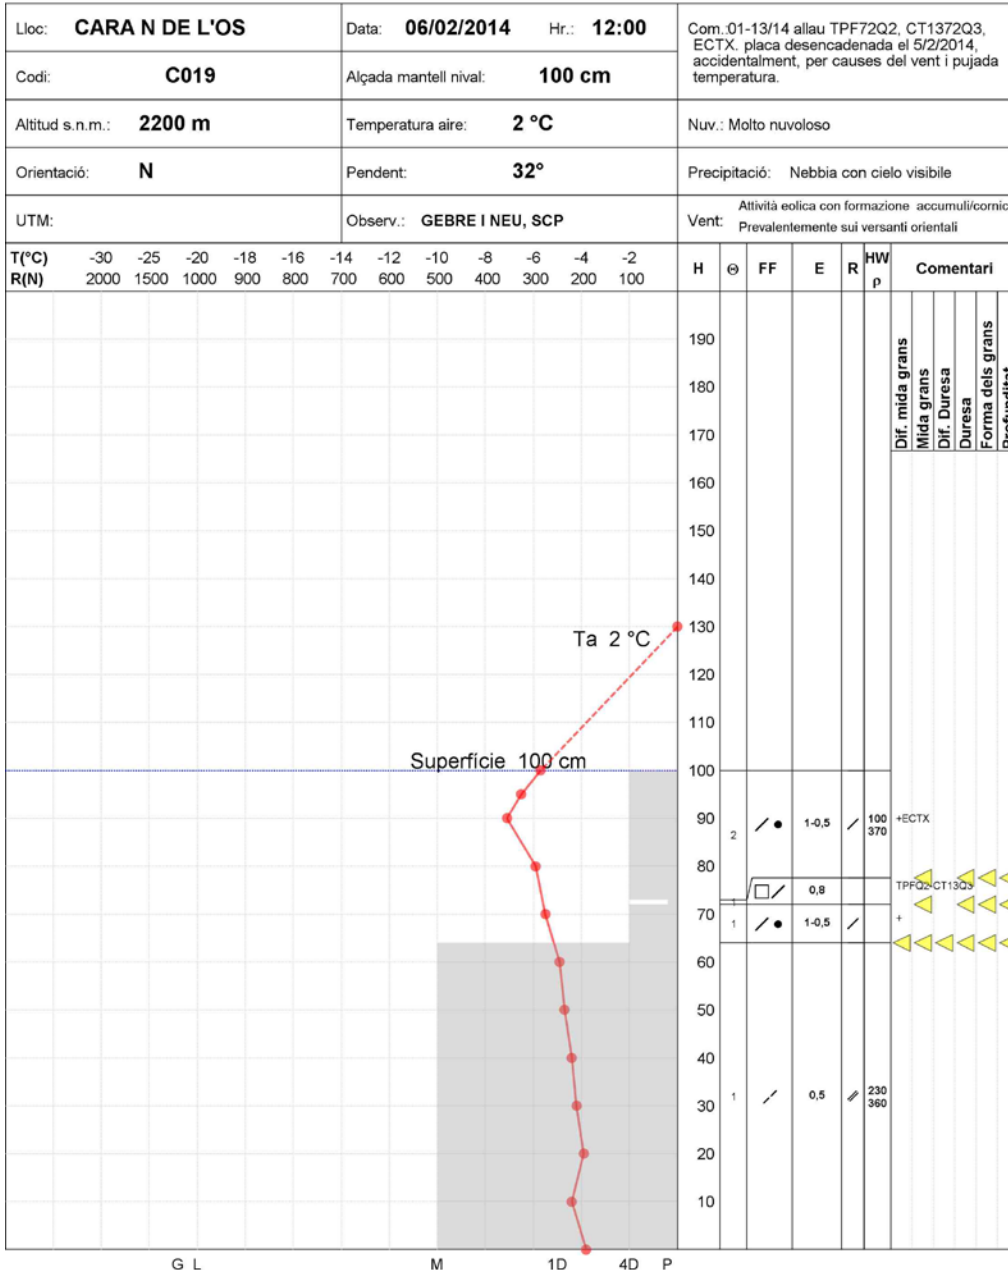 Lloc: CARA N DE L'OS
Data: 06/02/2014 Hr.: 12:00
Com.:01-13/14 allau TPF72Q2, CT1372Q3,
ECTX. placa desencadenada el 5/2/2014,
accidentalment, per causes del vent i pujada
temperatura.
Codi: C019
Alçada mantell nival: 100 cm
Altitud s.n.m.: 2200 m
Temperatura aire: 2 °C
Nuv.: Molto nuvoloso
Orientació: N
Pendent: 32°
Precipitació: Nebbia con cielo visibile
UTM:
Observ.: GEBRE I NEU, SCP
Vent: Attività eolica con formazione accumuli/cornic
Prevalentemente sui versanti orientali
T(°C) -30 -25 -20 -18 -16 -14 -12 -10 -8 -6 -4 -2
R(N) 2000 1500 1000 900 800 700 600 500 400 300 200 100
H FF E R HW ρ Comentari
Dif. mida grans
Mida grans
Dif. Duresa
Duresa
Forma dels grans
190
180
170
160
150
140
130
Ta 2 °C
120
110
Superfície 100 cm
100
90
2 1-0,5 100 370 +ECTX
80
0,8 TPFQ2-CT13Q3
1
70
1 1-0,5 +
60
50
40
30
1 0,5 230 360
20
10
G L M 1D 4D P